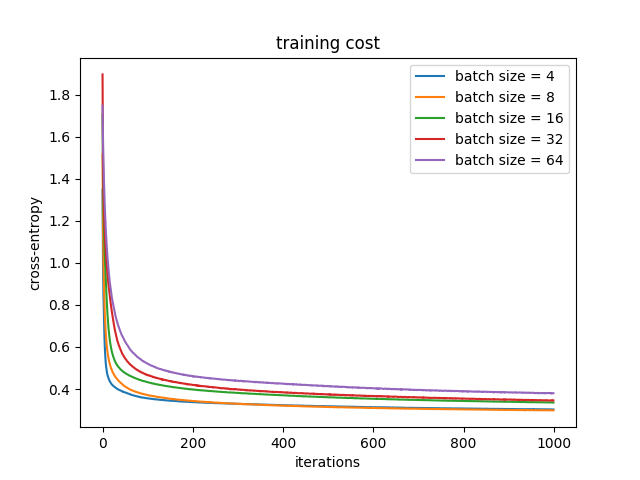 training cost
cross-entropy
1.8
1.6
1.4
1.2
1.0
0.8
0.6
0.4
batch size = 4
batch size = 8
batch size = 16
batch size = 32
batch size = 64
0 200 400 600 800 1000
iterations